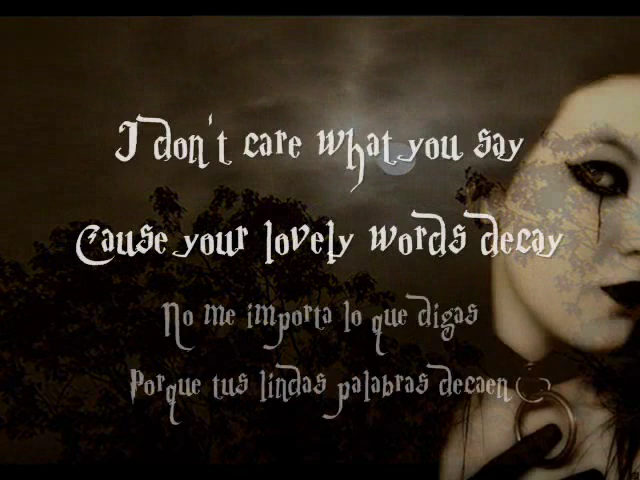 I don't care what you say
Cause your lovely words decay
No me importa lo que digas
Porque tus lindas palabras decaen